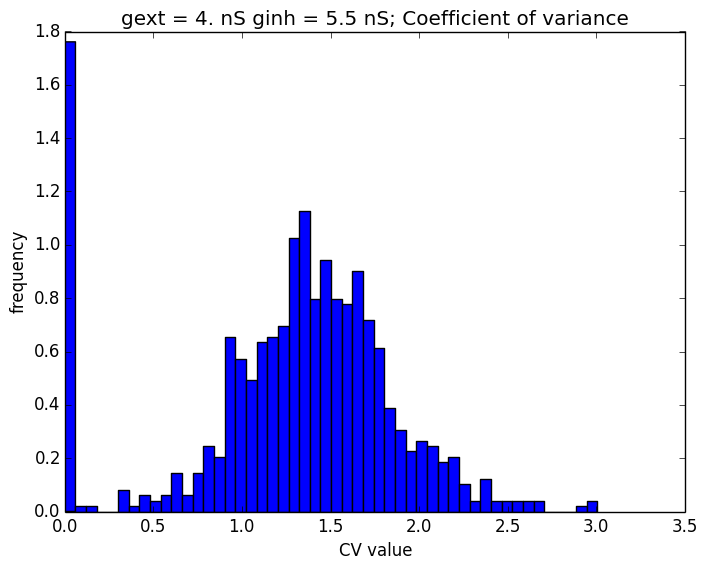 gext = 4. nS ginh = 5.5 nS; Coefficient of variance
1.8
1.6
1.4
1.2
1.0
0.8
0.6
0.4
0.2
0.0
frequency
0.0 0.5 1.0 1.5 2.0 2.5 3.0 3.5
CV value